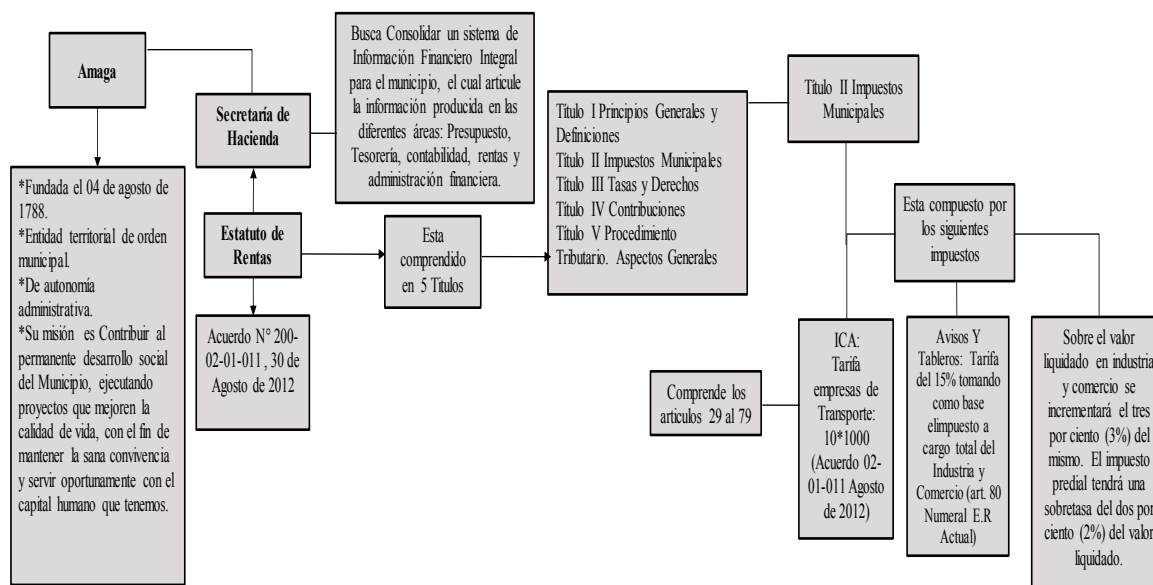 Amaga
*Fundada el 04 de agosto de
1788.
*Entidad territorial de orden
municipal.
*De autonomía
administrativa.
*Su misión es Contribuir al
permanente desarrollo social
del Municipio, ejecutando
proyectos que mejoren la
calidad de vida, con el fin de
mantener la sana convivencia
y servir oportunamente con el
capital humano que tenemos.
Secretaría de
Hacienda
Estatuto de
Rentas
Acuerdo N° 200-
02-01-011 , 30 de
Agosto de 2012
Busca Consolidar un sistema de
Información Financiero Integral
para el municipio, el cual articule
la información producida en las
diferentes áreas: Presupuesto,
Tesorería, contabilidad, rentas y
administración financiera.
Esta
comprendido
en 5 Títulos
Título I Principios Generales y
Definiciones
Título II Impuestos Municipales
Título III Tasas y Derechos
Título IV Contribuciones
Título V Procedimiento
Tributario. Aspectos Generales
Título II Impuestos
Municipales
Esta compuesto por
los siguientes
impuestos
Comprende los
articulos 29 al 79
ICA:
Tarifa
empresas de
Transporte:
10*1000
(Acuerdo 02-
01-011 Agosto
de 2012)
Avisos Y
Tableros: Tarifa
del 15% tomando
como base
elimpuesto a
cargo total del
Industria y
Comercio (art. 80
Numeral E.R
Actual)
Sobre el valor
liquidado en industria
y comercio se
incrementará el tres
por ciento (3%) del
mismo. El impuesto
predial tendrá una
sobretasa del dos por
ciento (2%) del valor
liquidado.